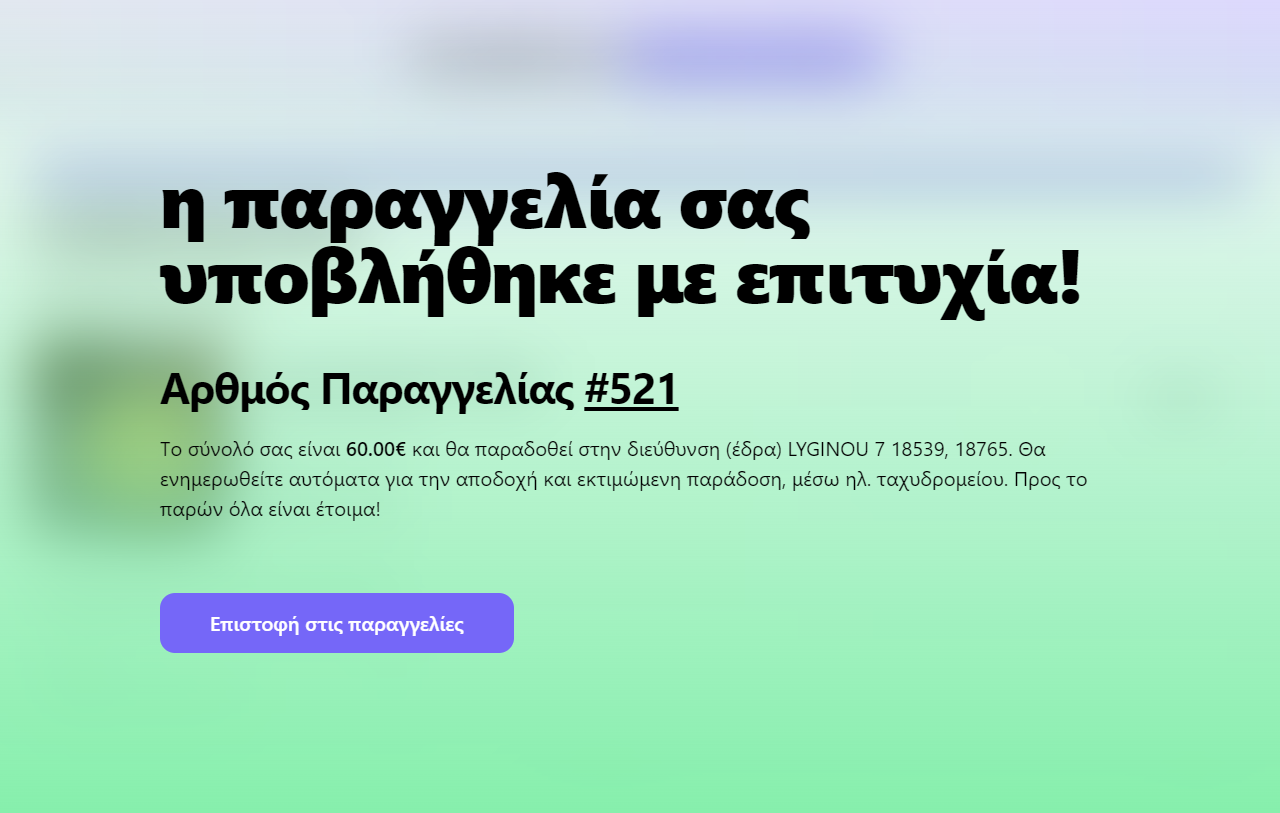 η παραγγελία σας
υποβλήθηκε με επιτυχία!
Αρθμός Παραγγελίας #521
Το σύνολό σας είναι 60.00€ και θα παραδοθεί στην διεύθυνση (έδρα) LYGINOU 7 18539, 18765. Θα
ενημερωθείτε αυτόματα για την αποδοχή και εκτιμώμενη παράδοση, μέσω ηλ. ταχυδρομείου. Προς το
παρών όλα είναι έτοιμα!
Επιστοφή στις παραγγελίες